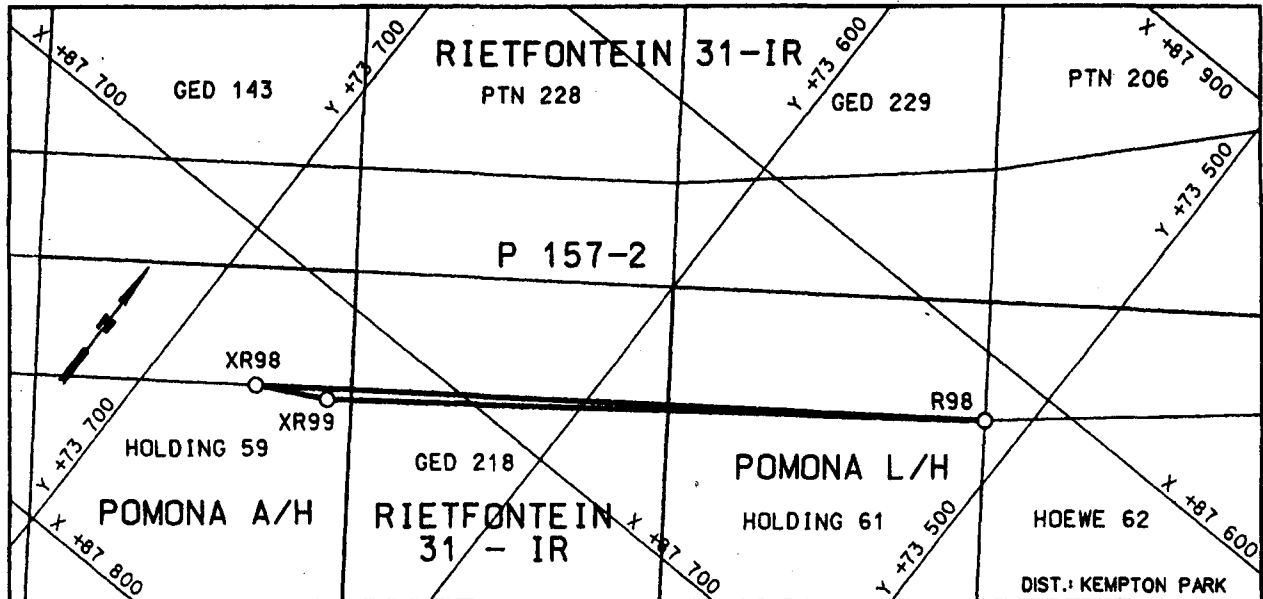 X +87 700
GED 143
Y +73 700
RIETFONTEIN 31-IR
PTN 228
Y +73 600
GED 229
PTN 206
X +87 900
Y +73 500
P 157-2
N
XR98
XR99
R98
Y +73 700
HOLDING 59
POMONA A/H
X +87 800
GED 218
RIETFONTEIN
31 - IR
X +87 700
POMONA L/H
HOLDING 61
Y +73 500
HOEWE 62
X +87 600
DIST.: KEMPTON PARK